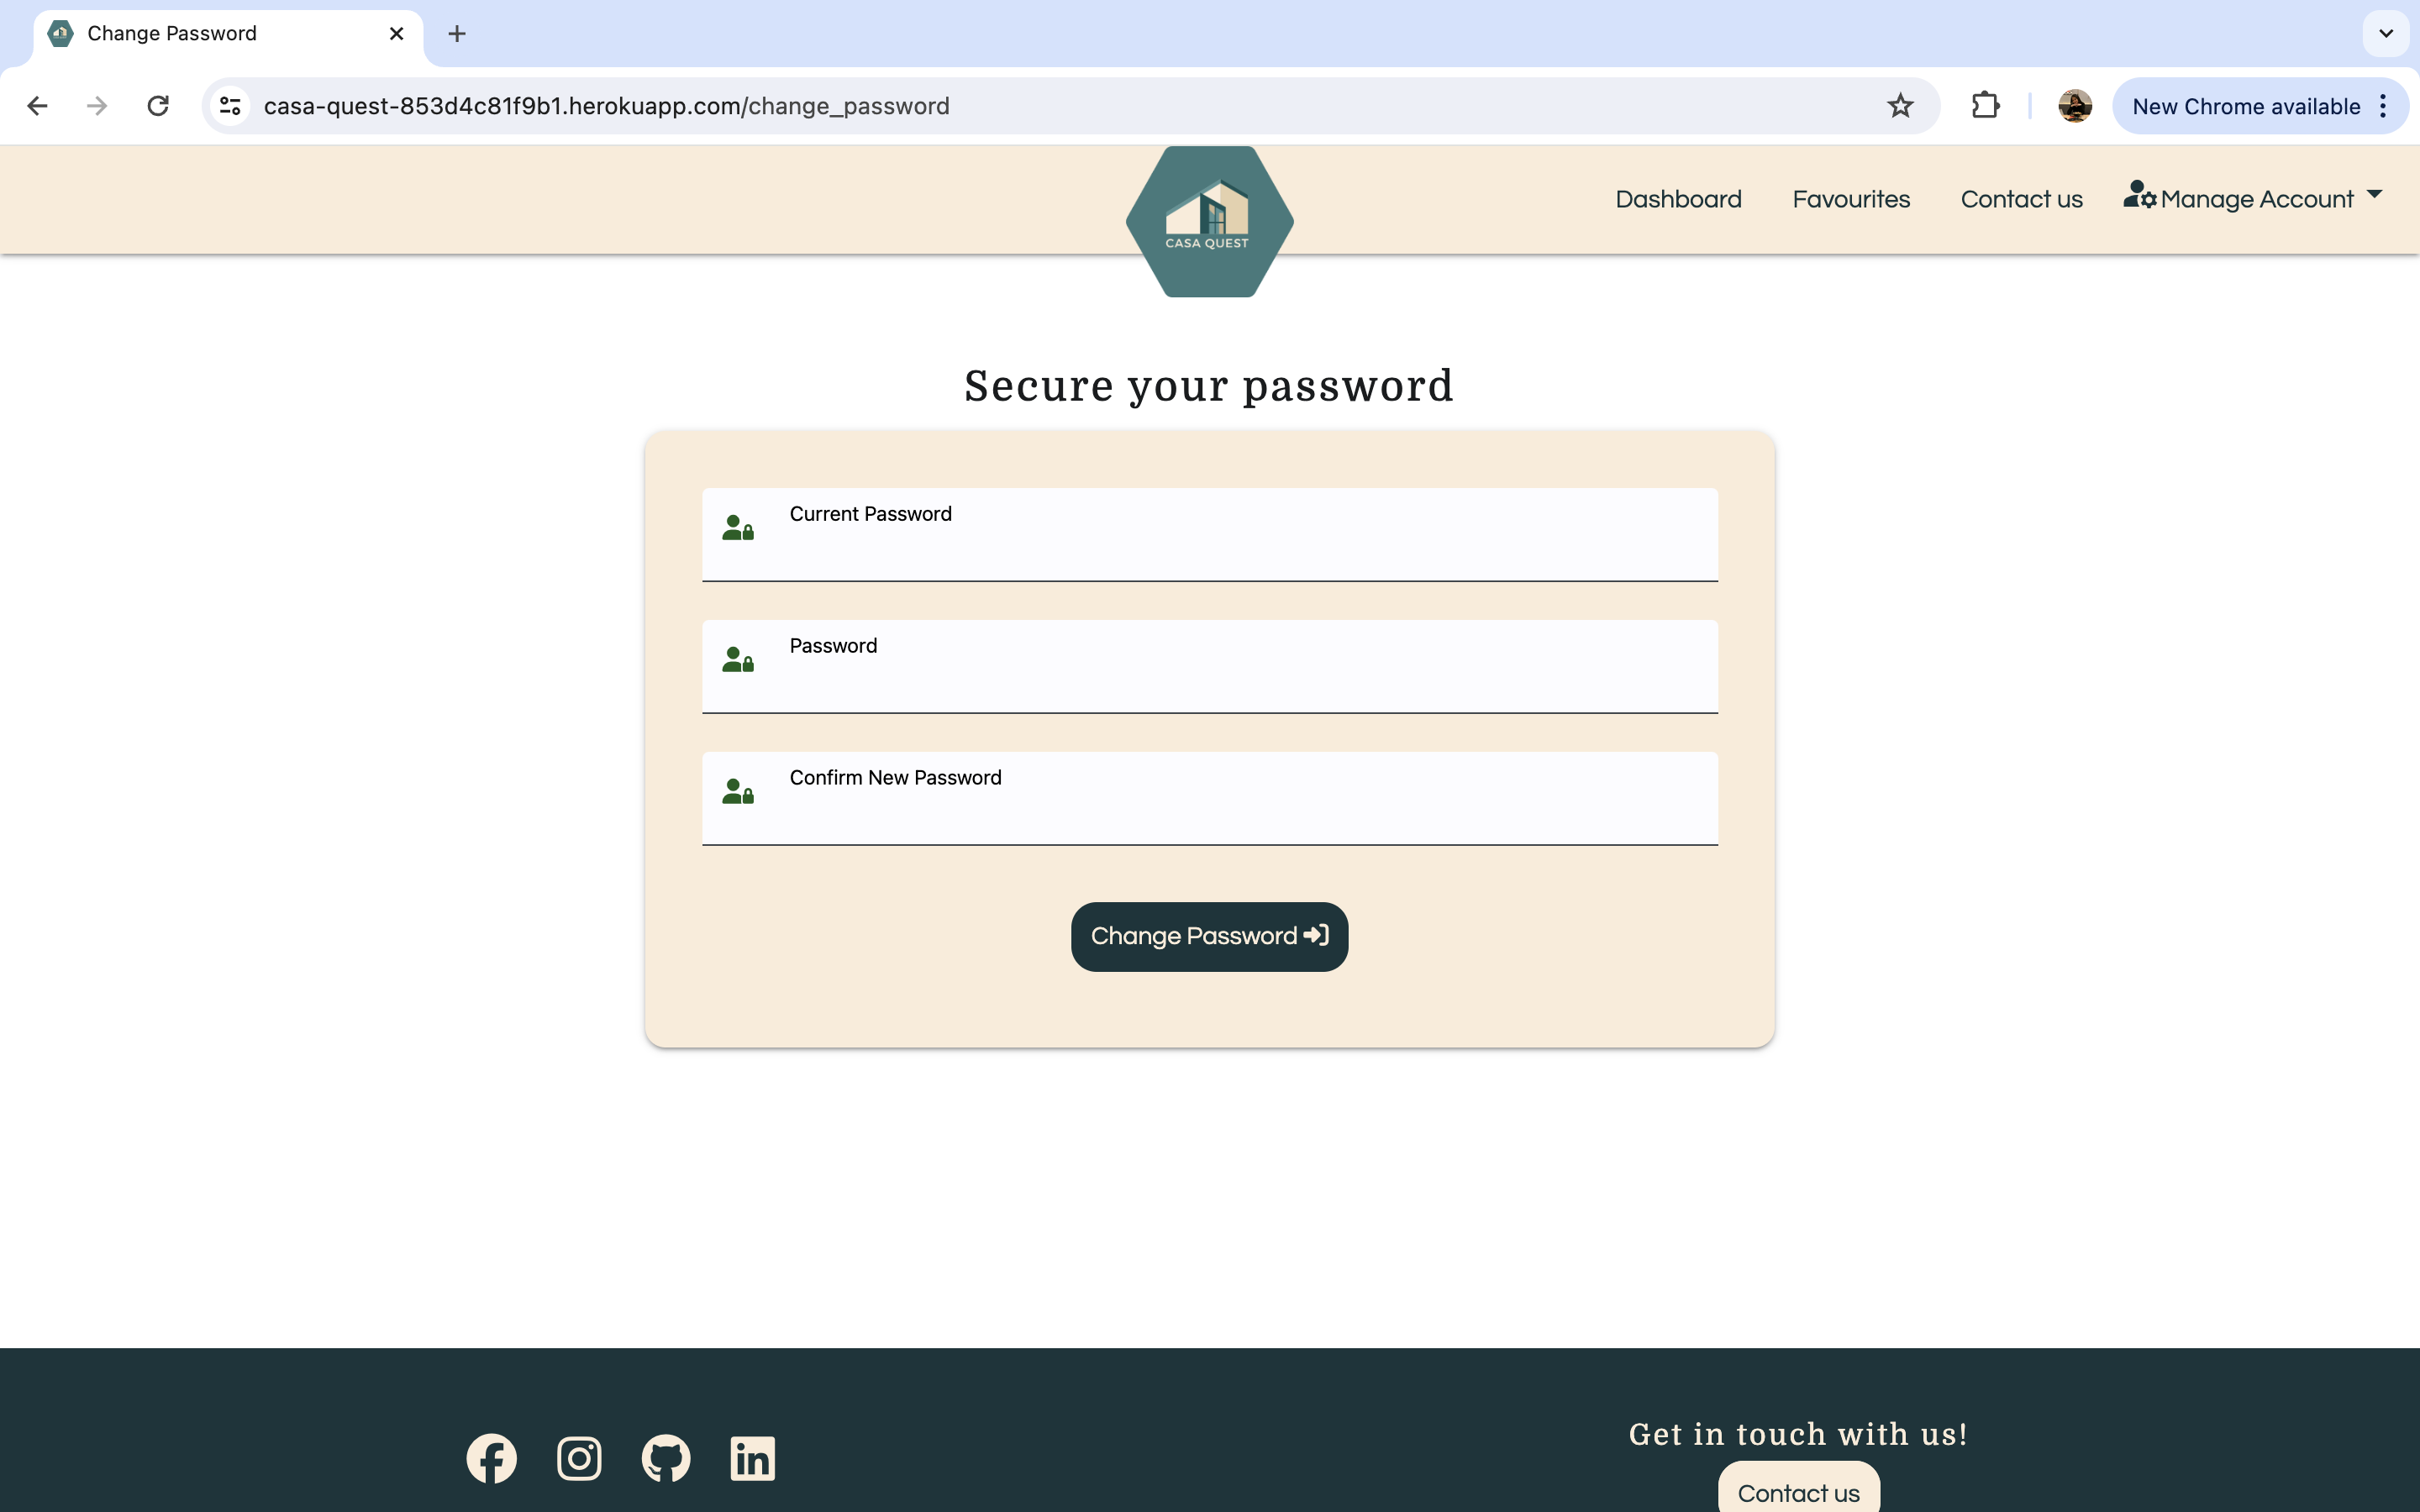 Change Password
casa-quest-853d4c81f9b1.herokuapp.com/change_password
New Chrome available
CASA QUEST
Dashboard Favourites Contact us Manage Account
Secure your password
Current Password
Password
Confirm New Password
Change Password
Get in touch with us!
Contact us